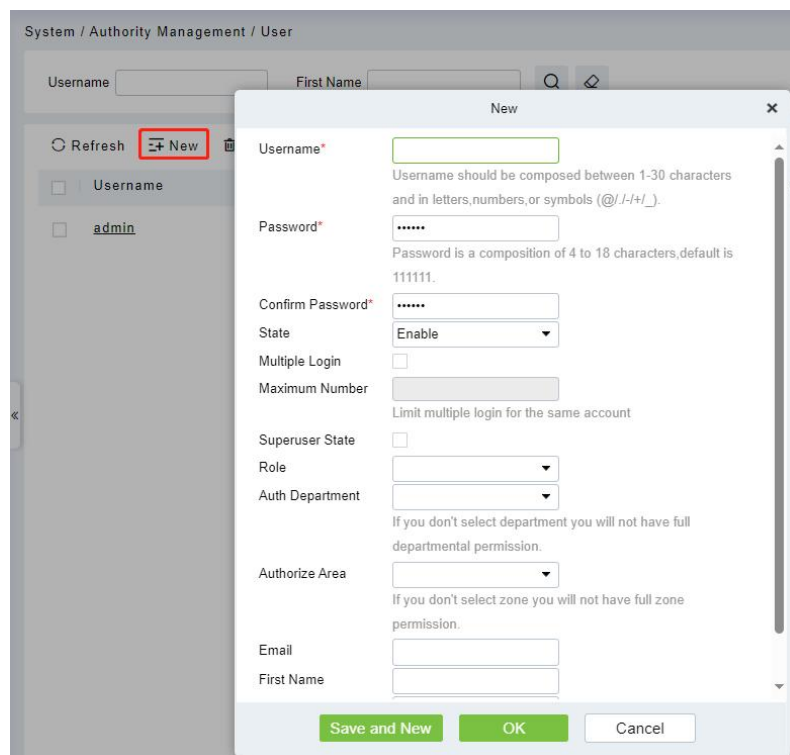 System / Authority Management / User
Username
First Name
New
Refresh
New
Username
admin
Username*
Username should be composed between 1-30 characters
and in letters,numbers,or symbols (@/./-/+/_).
Password*
••••••
Password is a composition of 4 to 18 characters,default is
111111.
Confirm Password*
••••••
State
Enable
Multiple Login
Maximum Number
Limit multiple login for the same account
Superuser State
Role
Auth Department
If you don't select department you will not have full
departmental permission.
Authorize Area
If you don't select zone you will not have full zone
permission.
Email
First Name
Save and New
OK
Cancel